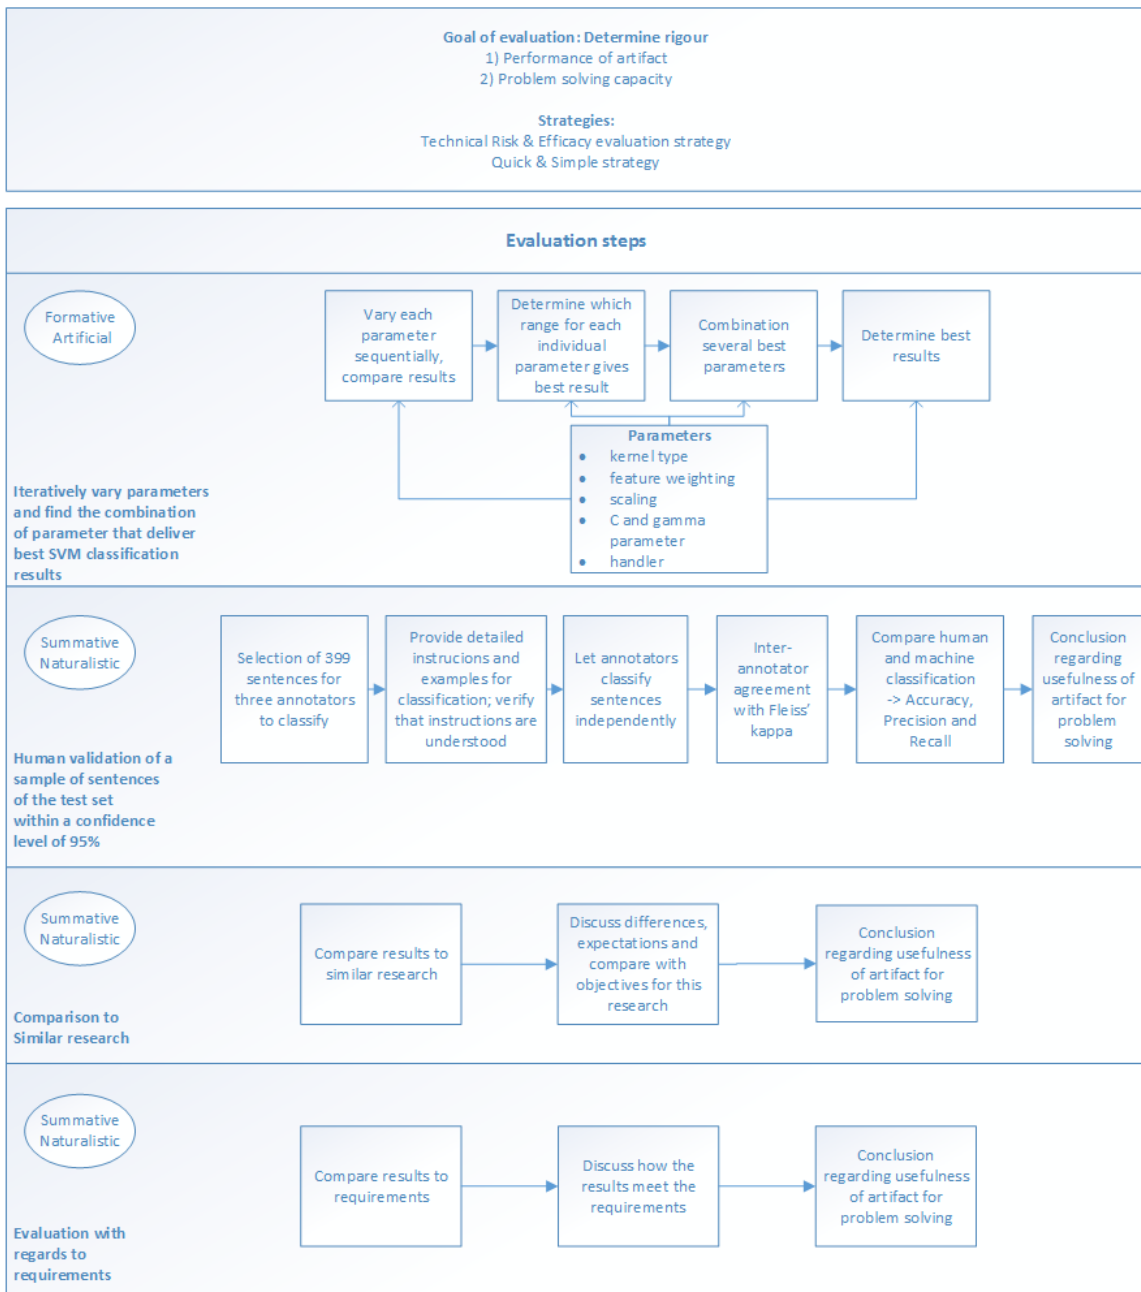 Goal of evaluation: Determine rigour
1) Performance of artifact
2) Problem solving capacity
Strategies:
Technical Risk & Efficacy evaluation strategy
Quick & Simple strategy
Evaluation steps
Formative
Artificial
Vary each
parameter
sequentially,
compare results
Determine which
range for each
individual
parameter gives
best result
Combination
several best
parameters
Determine best
results
Parameters
• kernel type
• feature weighting
• scaling
• C and gamma
parameter
• handler
Iteratively vary parameters
and find the combination
of parameter that deliver
best SVM classification
results
Summative
Naturalistic
Selection of 399
sentences for
three annotators
to classify
Provide detailed
instrucions and
examples for
classification; verify
that instructions are
understood
Let annotators
classify
sentences
independently
Inter-
annotator
agreement
with Fleiss'
kappa
Compare human
and machine
classification
-> Accuracy,
Precision and
Recall
Conclusion
regarding
usefulness of
artifact for
problem
solving
Human validation of a
sample of sentences
of the test set
within a confidence
level of 95%
Summative
Naturalistic
Compare results to
similar research
Discuss differences,
expectations and
compare with
objectives for this
research
Conclusion
regarding usefulness
of artifact for
problem solving
Comparison to
Similar research
Summative
Naturalistic
Compare results to
requirements
Discuss how the
results meet the
requirements
Conclusion
regarding usefulness
of artifact for
problem solving
Evaluation with
regards to
requirements